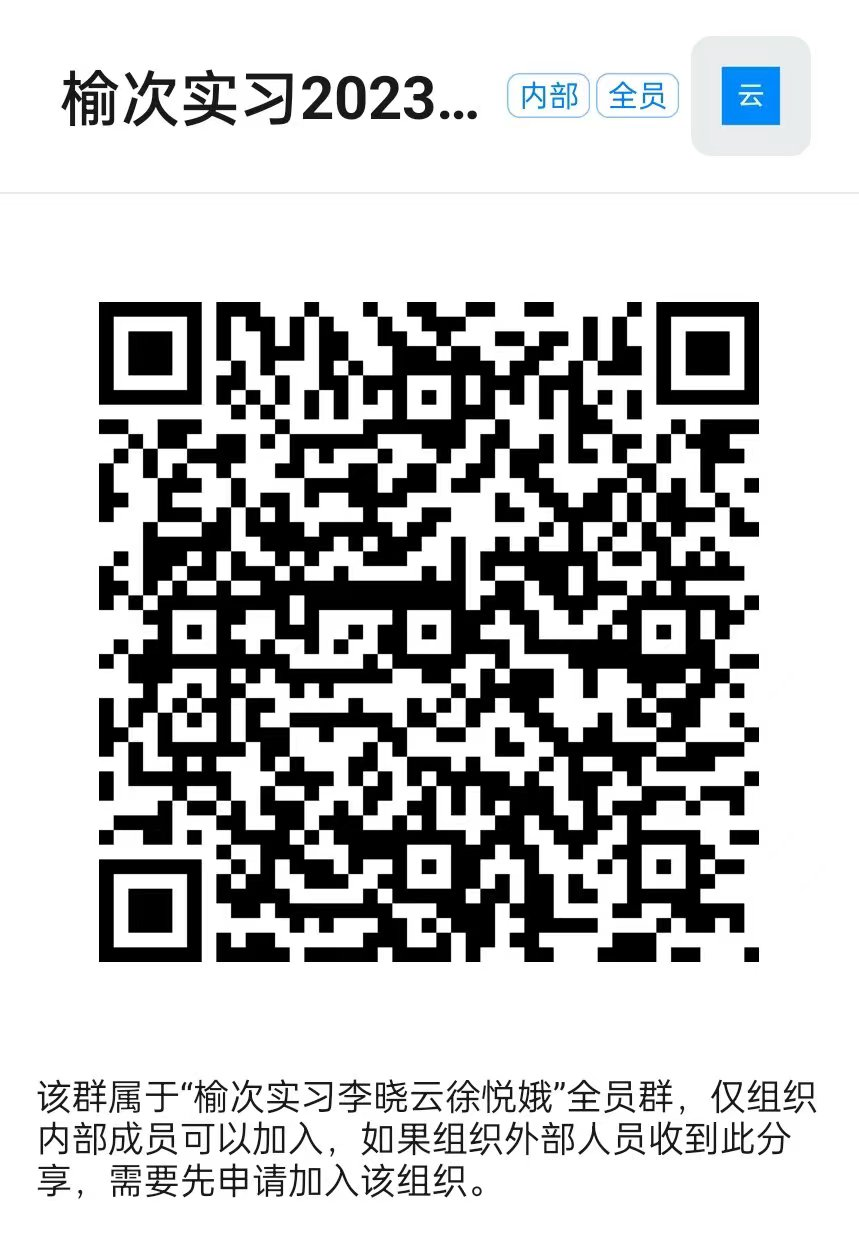 榆次实习2023...
内部
全员
云
该群属于“榆次实习李晓云徐悦娥”全员群，仅组织
内部成员可以加入，如果组织外部人员收到此分
享，需要先申请加入该组织。